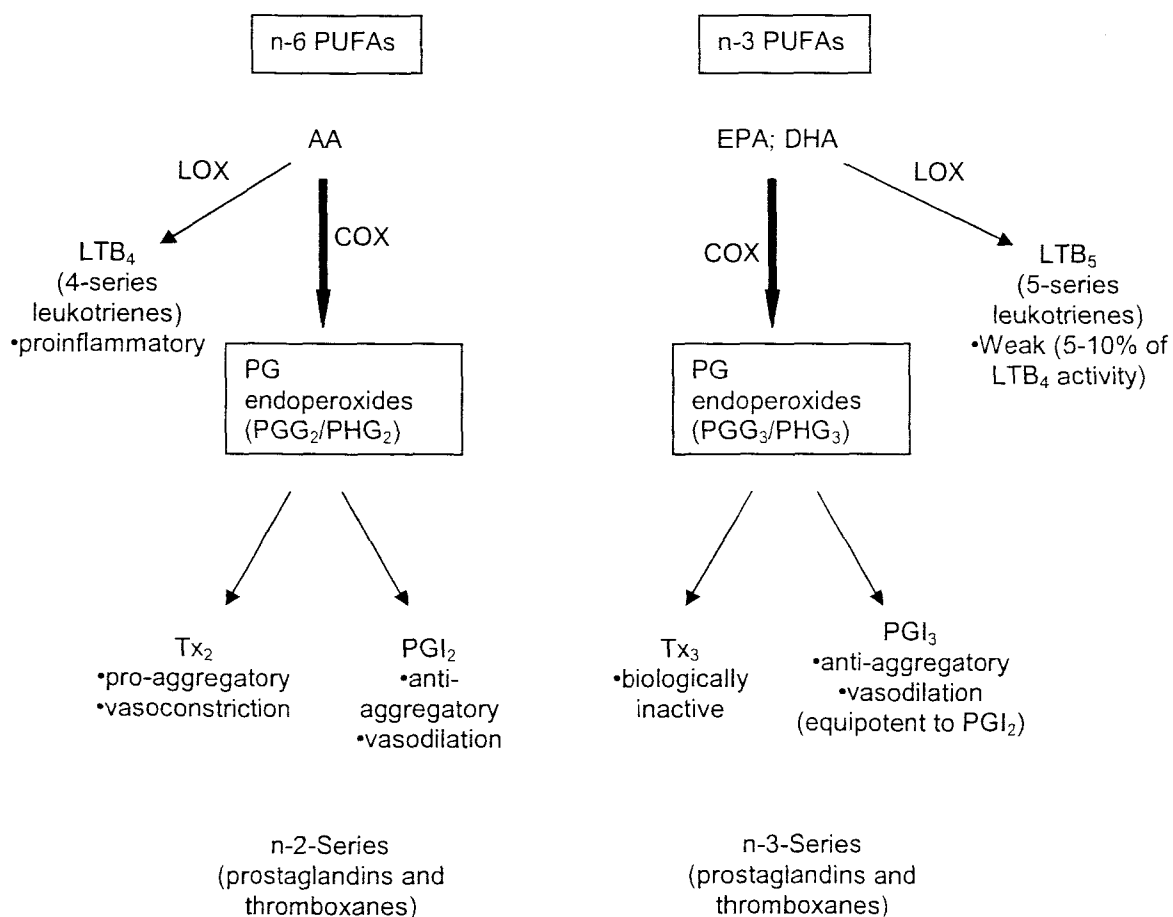 n-6 PUFAs
n-3 PUFAs
AA
EPA; DHA
LOX
LOX
COX
COX
LTB₄
(4-series
leukotrienes)
•proinflammatory
LTB₅
(5-series
leukotrienes)
•Weak (5-10% of
LTB₄ activity)
PG
endoperoxides
(PGG₂/PHG₂)
PG
endoperoxides
(PGG₃/PHG₃)
Tx₂
•pro-aggregatory
•vasoconstriction
PGI₂
•anti-
aggregatory
•vasodilation
Tx₃
•biologically
inactive
PGI₃
•anti-aggregatory
•vasodilation
(equipotent to PGI₂)
n-2-Series
(prostaglandins and
thromboxanes)
n-3-Series
(prostaglandins and
thromboxanes)